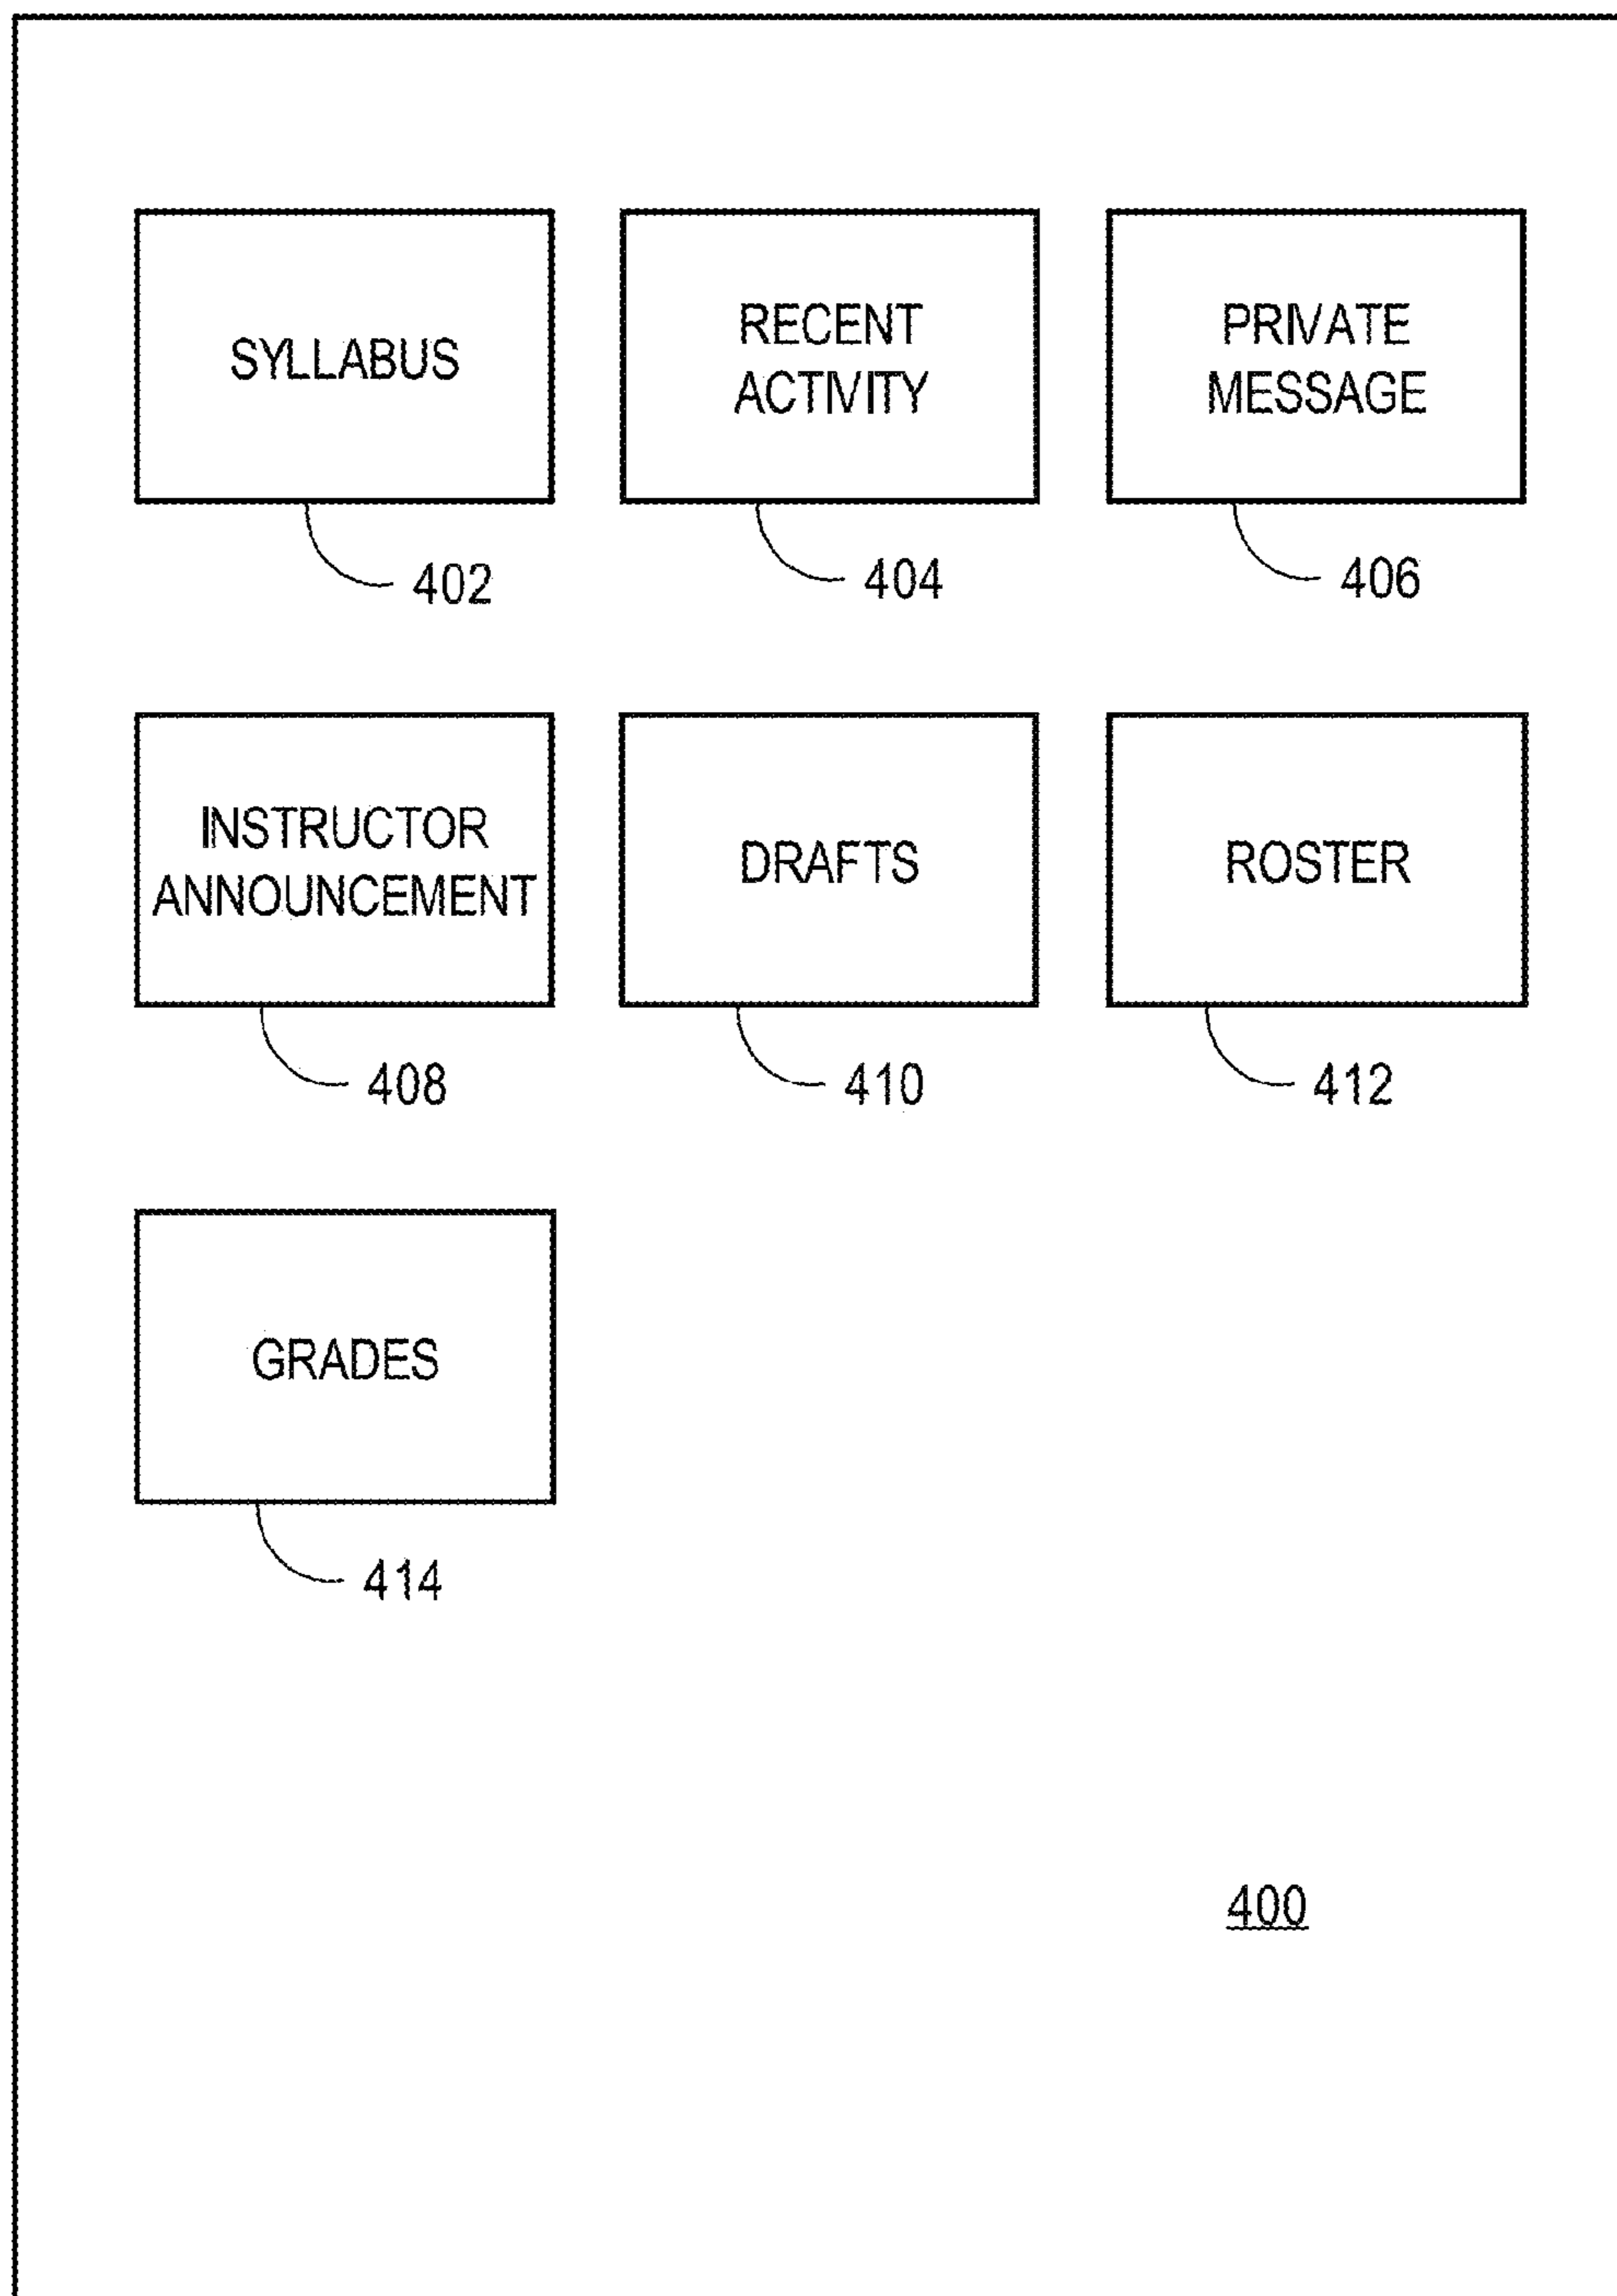 SYLLABUS
RECENT
ACTIVITY
PRIVATE
MESSAGE
402
404
406
INSTRUCTOR
ANNOUNCEMENT
DRAFTS
ROSTER
408
410
412
GRADES
414
400